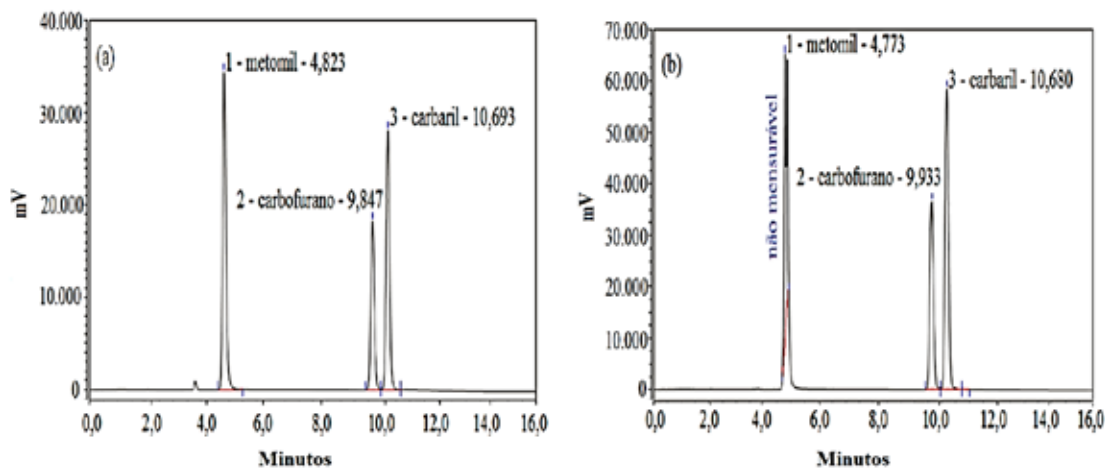 40.000
(a)
1 - metomil - 4,823
30.000
3 - carbaril - 10,693
2 - carbofurano - 9,847
20.000
mV
10.000
0
0,0 2,0 4,0 6,0 8,0 10,0 12,0 14,0 16,0
Minutos
70.000
(b)
1 - metomil - 4,773
60.000
3 - carbaril - 10,680
50.000
não mensurável
2 - carbofurano - 9,933
40.000
mV
30.000
20.000
10.000
0
0,0 2,0 4,0 6,0 8,0 10,0 12,0 14,0 16,0
Minutos